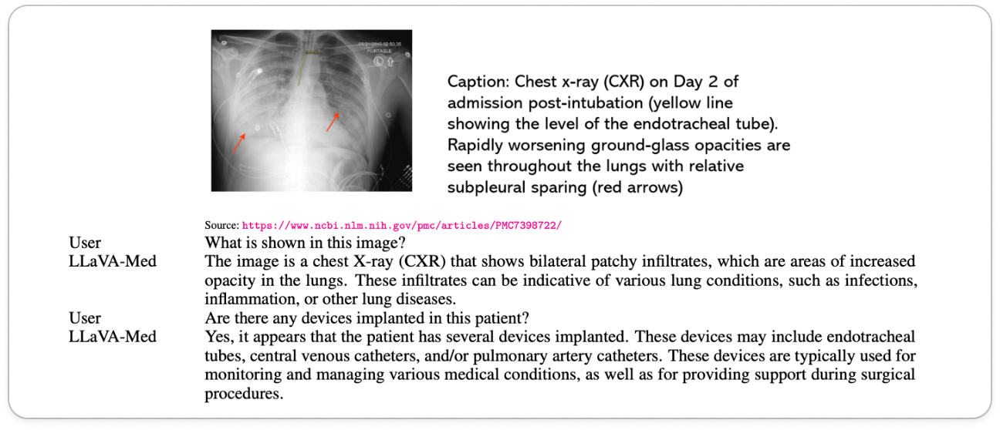 PORTABLE
L
Caption: Chest x-ray (CXR) on Day 2 of
admission post-intubation (yellow line
showing the level of the endotracheal tube).
Rapidly worsening ground-glass opacities are
seen throughout the lungs with relative
subpleural sparing (red arrows)
Source: https://www.ncbi.nlm.nih.gov/pmc/articles/PMC7398722/
User What is shown in this image?
LLaVA-Med The image is a chest X-ray (CXR) that shows bilateral patchy infiltrates, which are areas of increased
opacity in the lungs. These infiltrates can be indicative of various lung conditions, such as infections,
inflammation, or other lung diseases.
User Are there any devices implanted in this patient?
LLaVA-Med Yes, it appears that the patient has several devices implanted. These devices may include endotracheal
tubes, central venous catheters, and/or pulmonary artery catheters. These devices are typically used for
monitoring and managing various medical conditions, as well as for providing support during surgical
procedures.